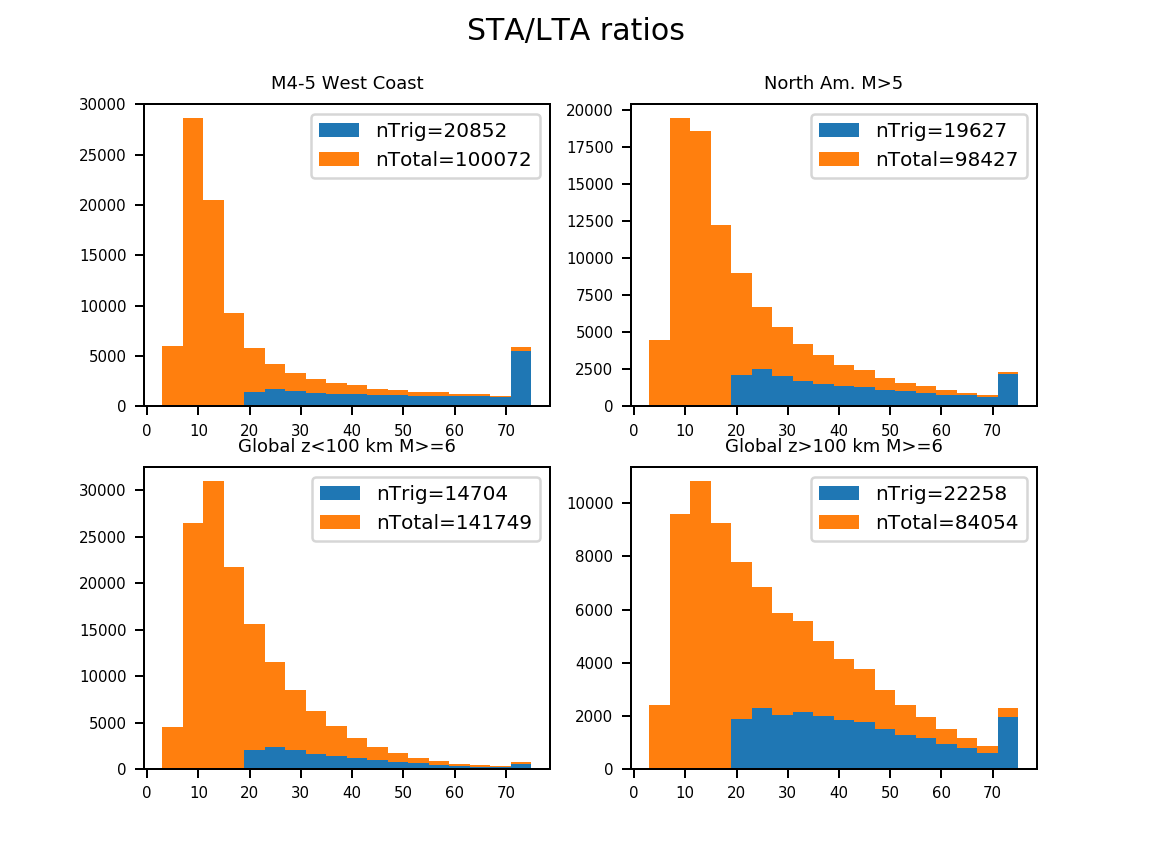 STA/LTA ratios
M4-5 West Coast
30000
25000
20000
15000
10000
5000
0
nTrig=20852
nTotal=100072
0 10 20 30 40 50 60 70
North Am. M>5
20000
17500
15000
12500
10000
7500
5000
2500
0
nTrig=19627
nTotal=98427
0 10 20 30 40 50 60 70
Global z<100 km M>=6
30000
25000
20000
15000
10000
5000
0
nTrig=14704
nTotal=141749
0 10 20 30 40 50 60 70
Global z>100 km M>=6
10000
8000
6000
4000
2000
0
nTrig=22258
nTotal=84054
0 10 20 30 40 50 60 70